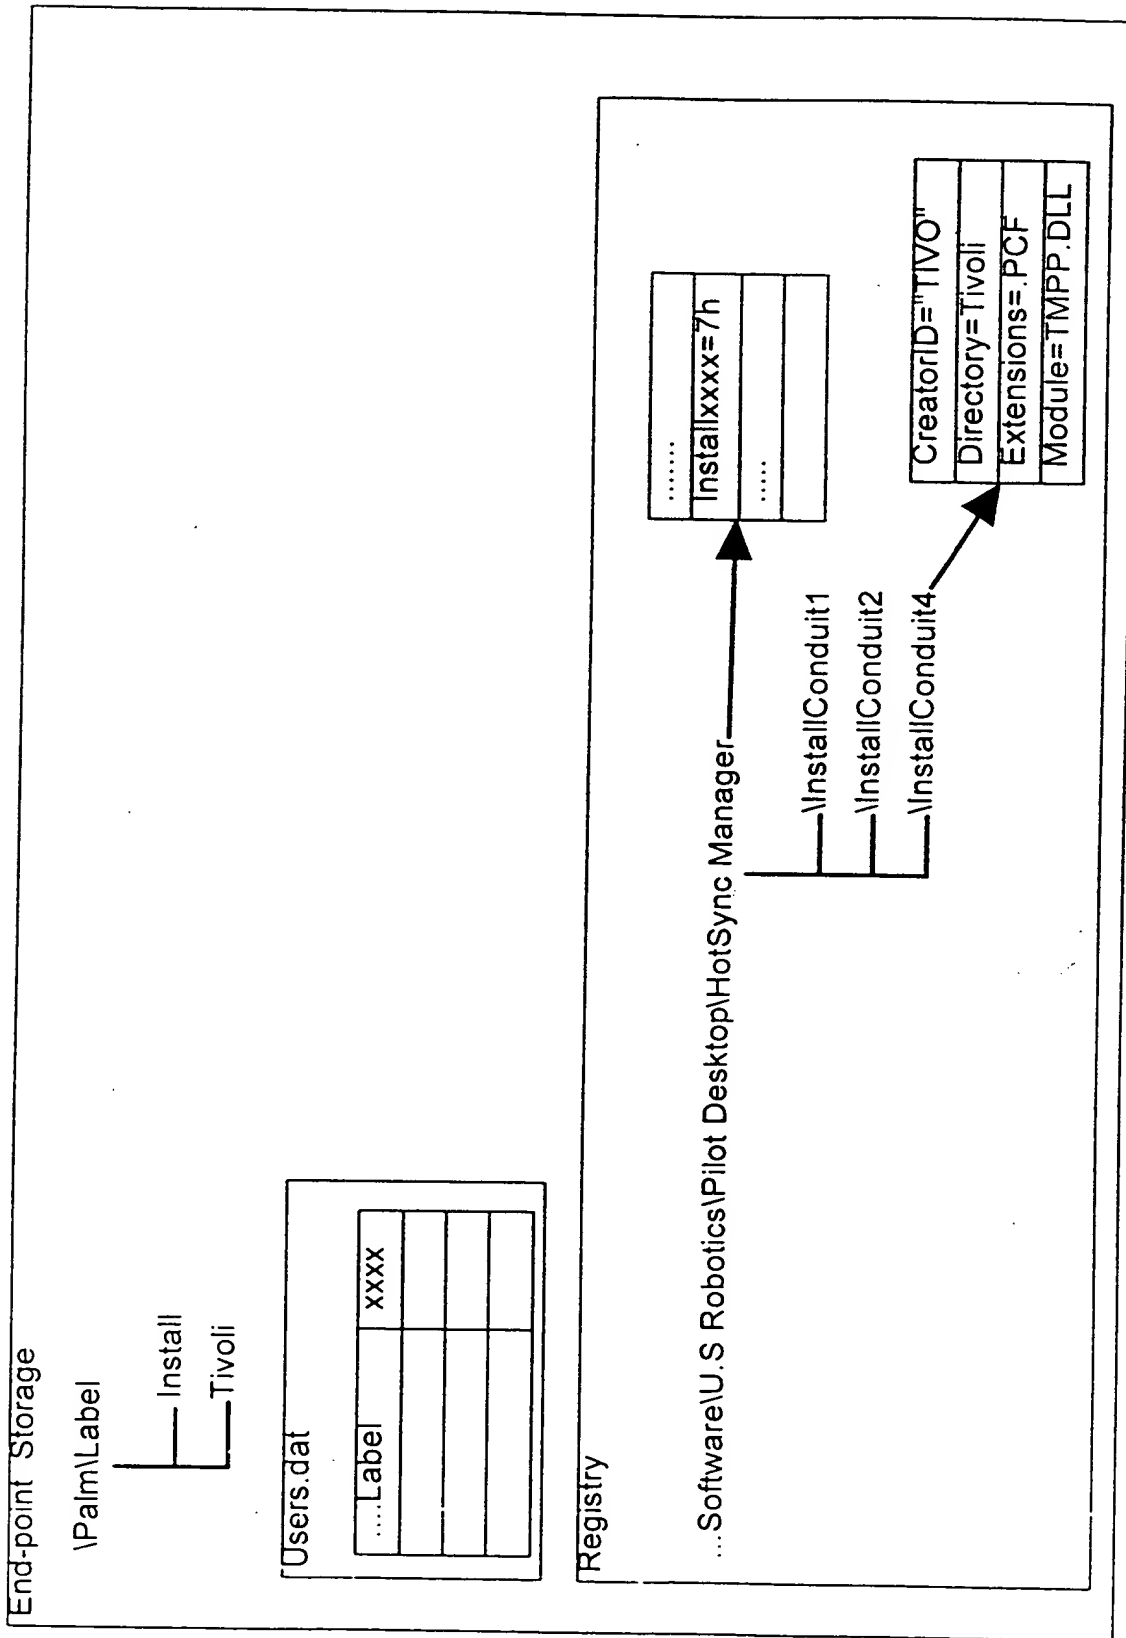 End-point Storage
\Palm\Label
Install
Tivoli
Users.dat
....Label xxxx
Registry
...Software\U.S Robotics\Pilot Desktop\HotSync Manager
\InstallConduit1
\InstallConduit2
\InstallConduit4
.......
Installxxxx=7h
.....
CreatorID="TIVO"
Directory=Tivoli
Extensions=.PCF
Module=TMPP.DLL